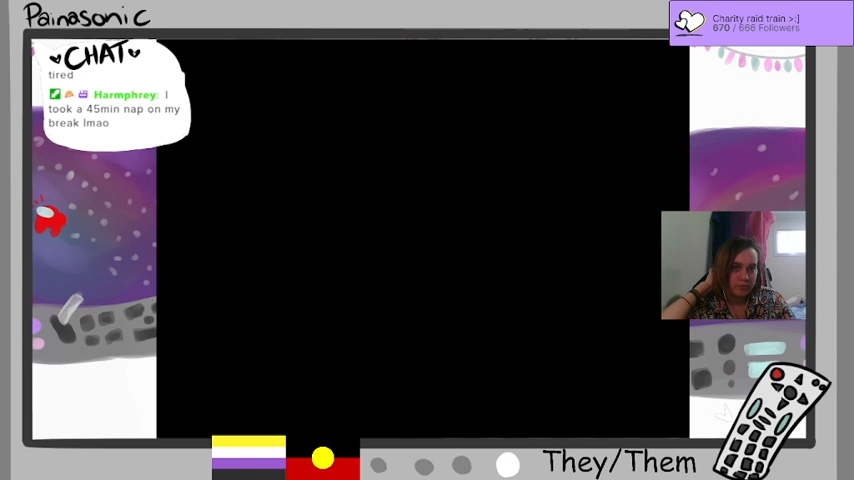 Painasonic
Charity raid train >:]
670 / 666 Followers
CHAT
tired
Harmphrey: I
took a 45min nap on my
break lmao
They/Them